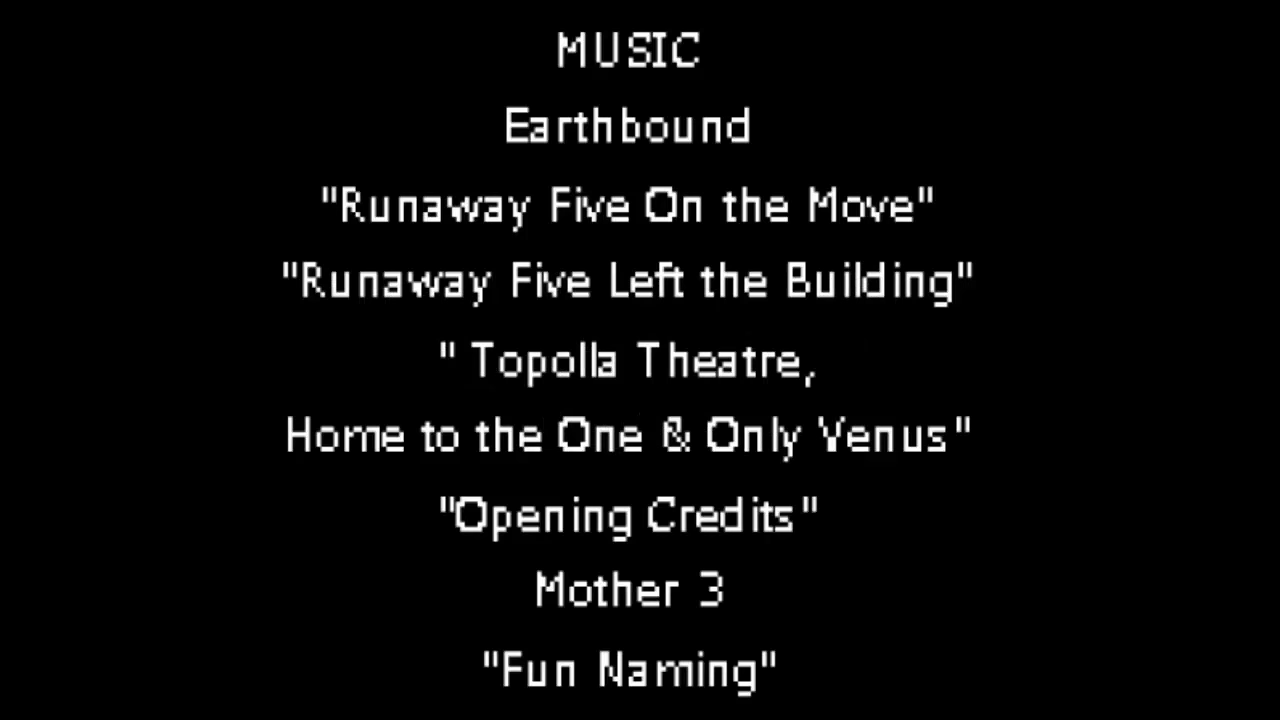 MUSIC
Earthbound
"Runaway Five On the Move"
"Runaway Five Left the Building"
" Topolla Theatre,
Home to the One & Only Venus"
"Opening Credits"
Mother 3
"Fun Naming"